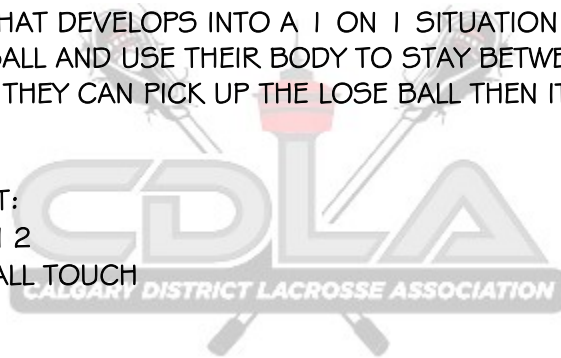 HAT DEVELOPS INTO A 1 ON 1 SITUATION
BALL AND USE THEIR BODY TO STAY BETWE
THEY CAN PICK UP THE LOSE BALL THEN IT
T:
2
ALL TOUCH
CDLA
CALGARY DISTRICT LACROSSE ASSOCIATION